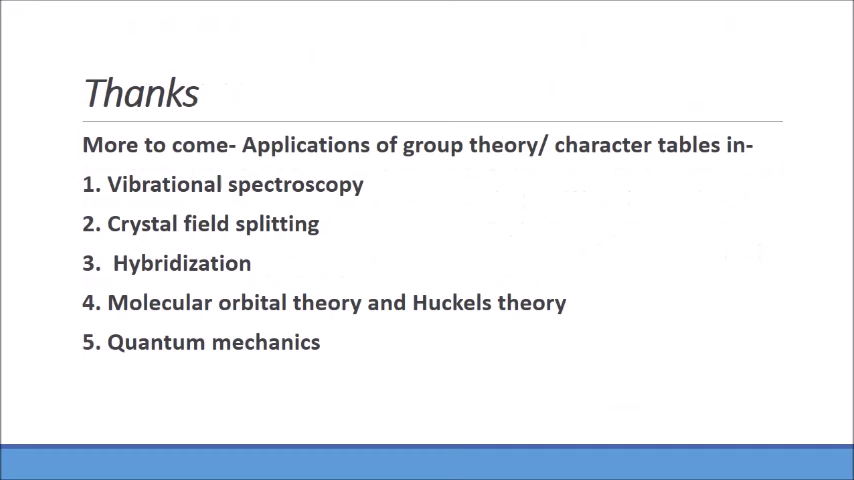 Thanks
More to come- Applications of group theory/ character tables in-
1. Vibrational spectroscopy
2. Crystal field splitting
3.  Hybridization
4. Molecular orbital theory and Huckels theory
5. Quantum mechanics